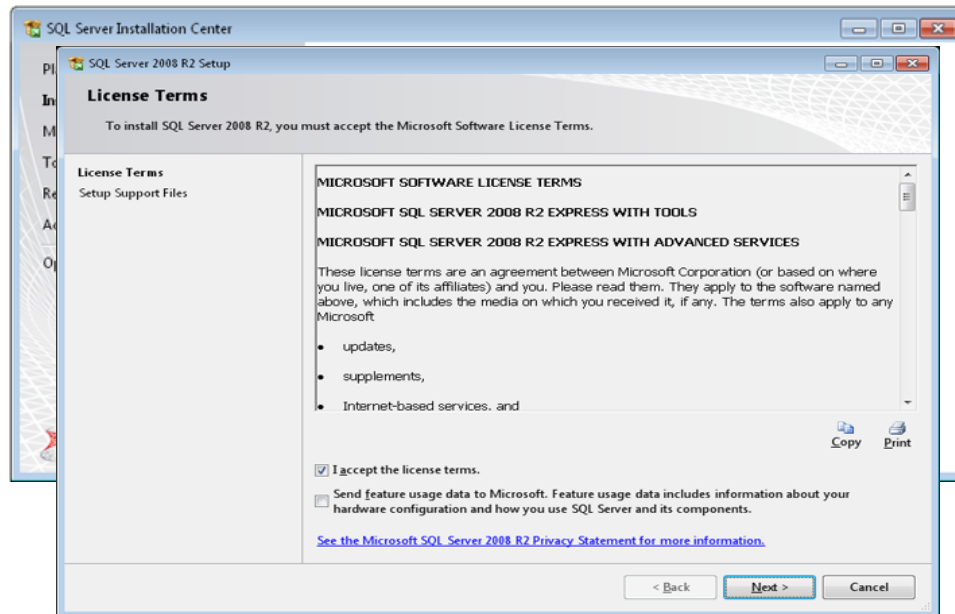 SQL Server Installation Center
SQL Server 2008 R2 Setup
License Terms
To install SQL Server 2008 R2, you must accept the Microsoft Software License Terms.
License Terms
Setup Support Files
MICROSOFT SOFTWARE LICENSE TERMS
MICROSOFT SQL SERVER 2008 R2 EXPRESS WITH TOOLS
MICROSOFT SQL SERVER 2008 R2 EXPRESS WITH ADVANCED SERVICES
These license terms are an agreement between Microsoft Corporation (or based on where
you live, one of its affiliates) and you. Please read them. They apply to the software named
above, which includes the media on which you received it, if any. The terms also apply to any
Microsoft
• updates,
• supplements,
• Internet-based services, and
Copy Print
I accept the license terms.
Send feature usage data to Microsoft. Feature usage data includes information about your
hardware configuration and how you use SQL Server and its components.
See the Microsoft SQL Server 2008 R2 Privacy Statement for more information.
< Back Next > Cancel